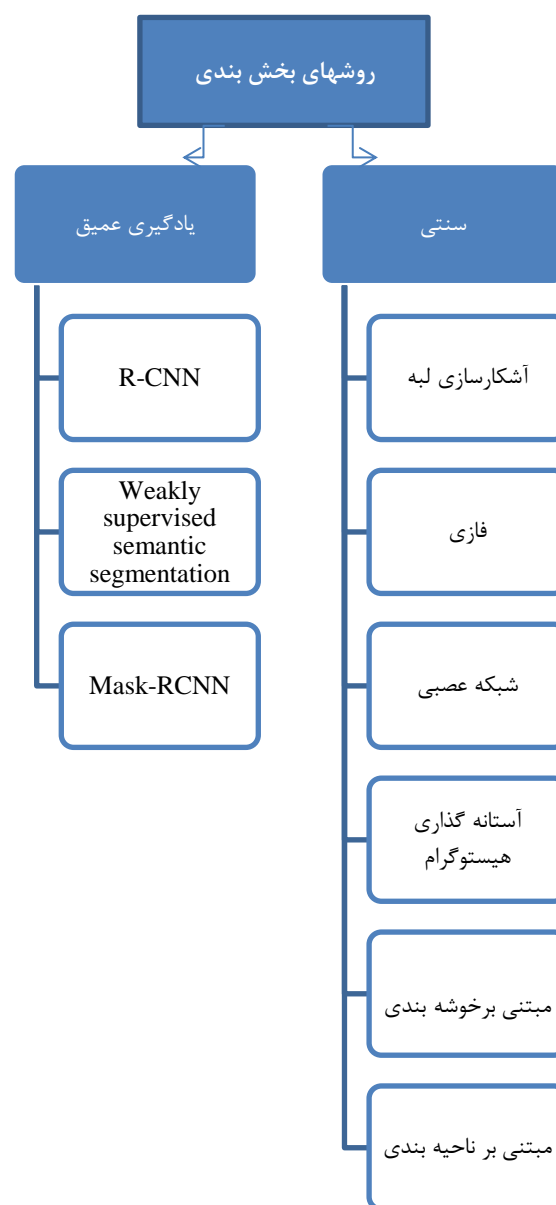 روشهای بخش بندی
سنتی
آشکارسازی لبه
فازی
شبکه عصبی
آستانه گذاری
هیستوگرام
مبتنی برخوشه بندی
مبتنی بر ناحیه بندی
یادگیری عمیق
R-CNN
Weakly
supervised
semantic
segmentation
Mask-RCNN